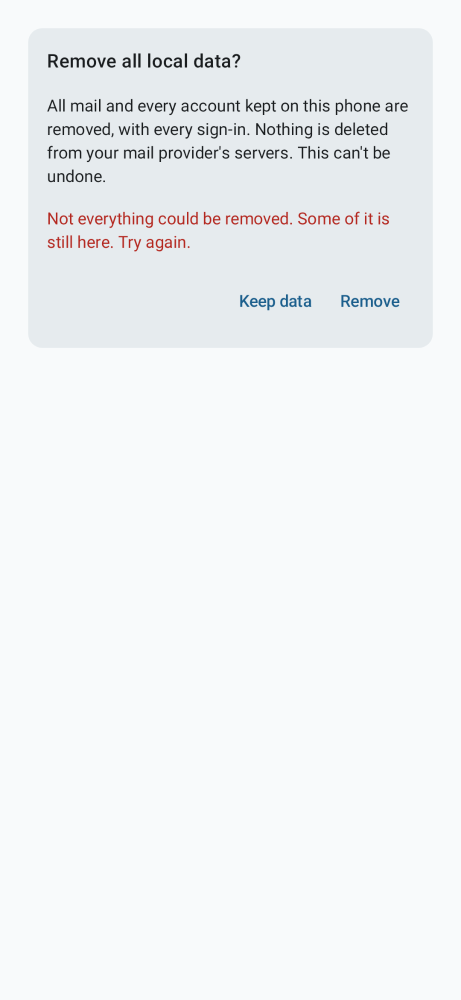 Remove all local data?
All mail and every account kept on this phone are
removed, with every sign-in. Nothing is deleted
from your mail provider's servers. This can't be
undone.
Not everything could be removed. Some of it is
still here. Try again.
Keep data Remove